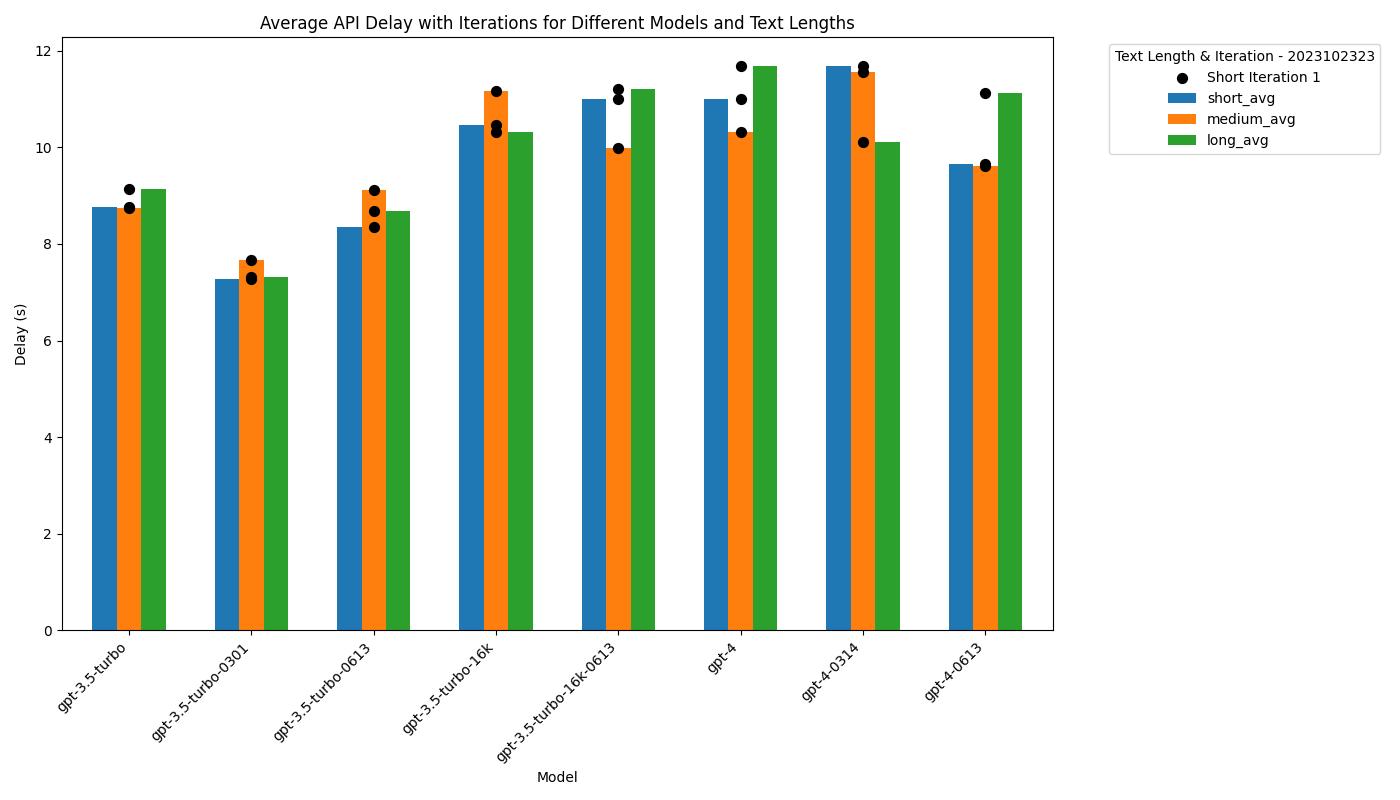 Average API Delay with Iterations for Different Models and Text Lengths
Text Length & Iteration - 2023102323
Short Iteration 1
short_avg
medium_avg
long_avg
Delay (s)
12
10
8
6
4
2
0
gpt-3.5-turbo
gpt-3.5-turbo-0301
gpt-3.5-turbo-0613
gpt-3.5-turbo-16k
gpt-3.5-turbo-16k-0613
gpt-4
gpt-4-0314
gpt-4-0613
Model